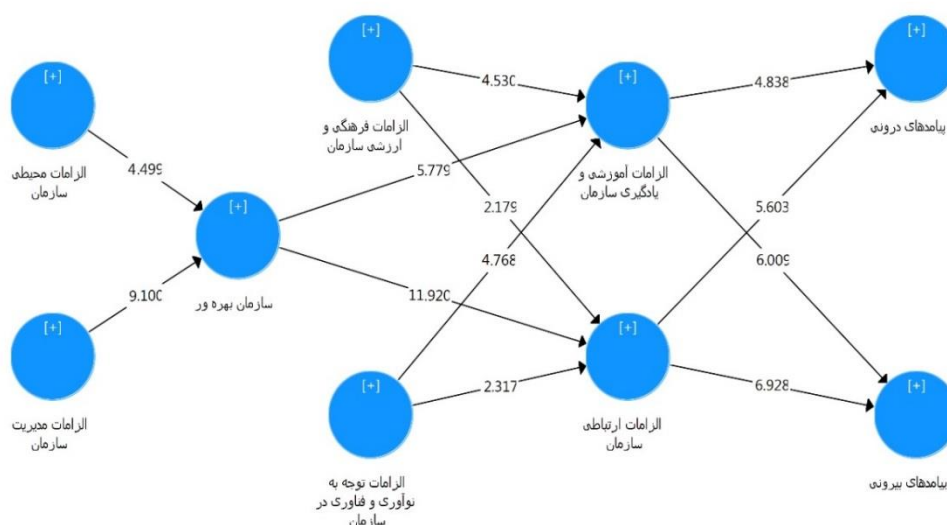 [+]
الزامات محیطی
سازمان
4.499
[+]
الزامات مدیریت
سازمان
9.100
[+]
سازمان بهره ور
[+]
الزامات فرهنگی و
ارزشی سازمان
4.530
5.779
2.179
4.768
11.920
2.317
[+]
الزامات توجه به
نوآوری و فناوری در
سازمان
[+]
الزامات آموزشی و
یادگیری سازمان
[+]
الزامات ارتباطی
سازمان
4.838
5.603
6.009
6.928
[+]
پیامدهای درونی
[+]
پیامدهای بیرونی